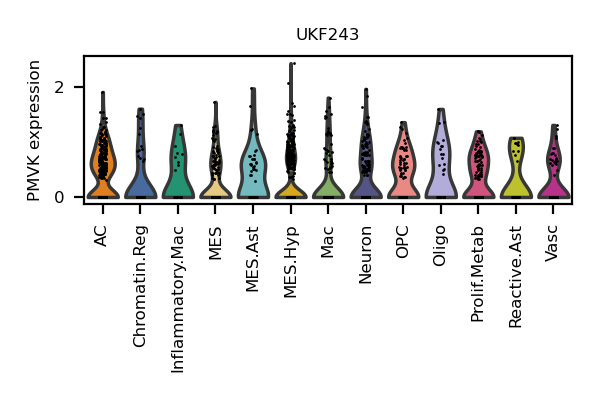 UKF243
PMVK expression
2
0
AC
Chromatin.Reg
Inflammatory.Mac
MES
MES.Ast
MES.Hyp
Mac
Neuron
OPC
Oligo
Prolif.Metab
Reactive.Ast
Vasc